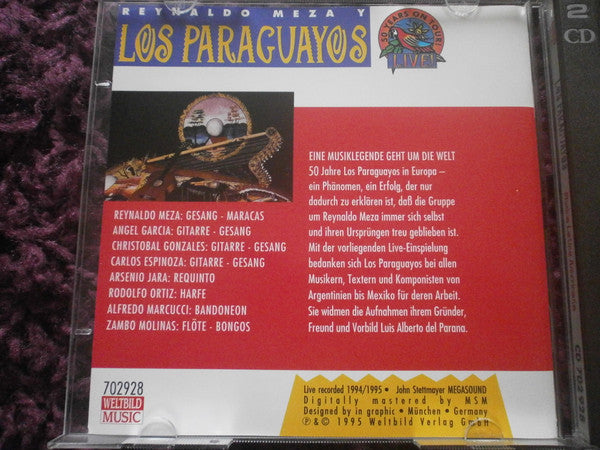 REYNALDO MEZA Y
LOS PARAGUAYOS
50 YEARS ON TOUR!
LIVE!
2
CD
EINE MUSIKLEGENDE GEHT UM DIE WELT
50 Jahre Los Paraguayos in Europa –
ein Phänomen, ein Erfolg, der nur
dadurch zu erklären ist, daß die Gruppe
um Reynaldo Meza immer sich selbst
und ihren Ursprüngen treu geblieben ist.
Mit der vorliegenden Live-Einspielung
bedanken sich Los Paraguayos bei allen
Musikern, Textern und Komponisten von
Argentinien bis Mexiko für deren Arbeit.
Sie widmen die Aufnahmen ihrem Gründer,
Freund und Vorbild Luis Alberto del Parana.
REYNALDO MEZA: GESANG - MARACAS
ANGEL GARCIA: GITARRE - GESANG
CHRISTOBAL GONZALES: GITARRE - GESANG
CARLOS ESPINOZA: GITARRE - GESANG
ARSENIO JARA: REQUINTO
RODOLFO ORTIZ: HARFE
ALFREDO MARCUCCI: BANDONEON
ZAMBO MOLINAS: FLÖTE - BONGOS
702928
WELTBILD
MUSIC
Live recorded 1994/1995 • John Stettmayer MEGASOUND
Digitally mastered by MSM
Designed by in graphic • München • Germany
℗ & © 1995 Weltbild Verlag GmbH
CD 702 928